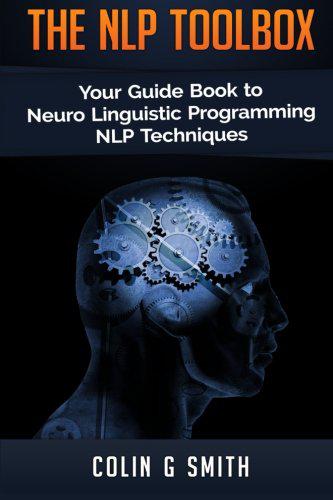 THE NLP TOOLBOX
Your Guide Book to
Neuro Linguistic Programming
NLP Techniques
COLIN G SMITH